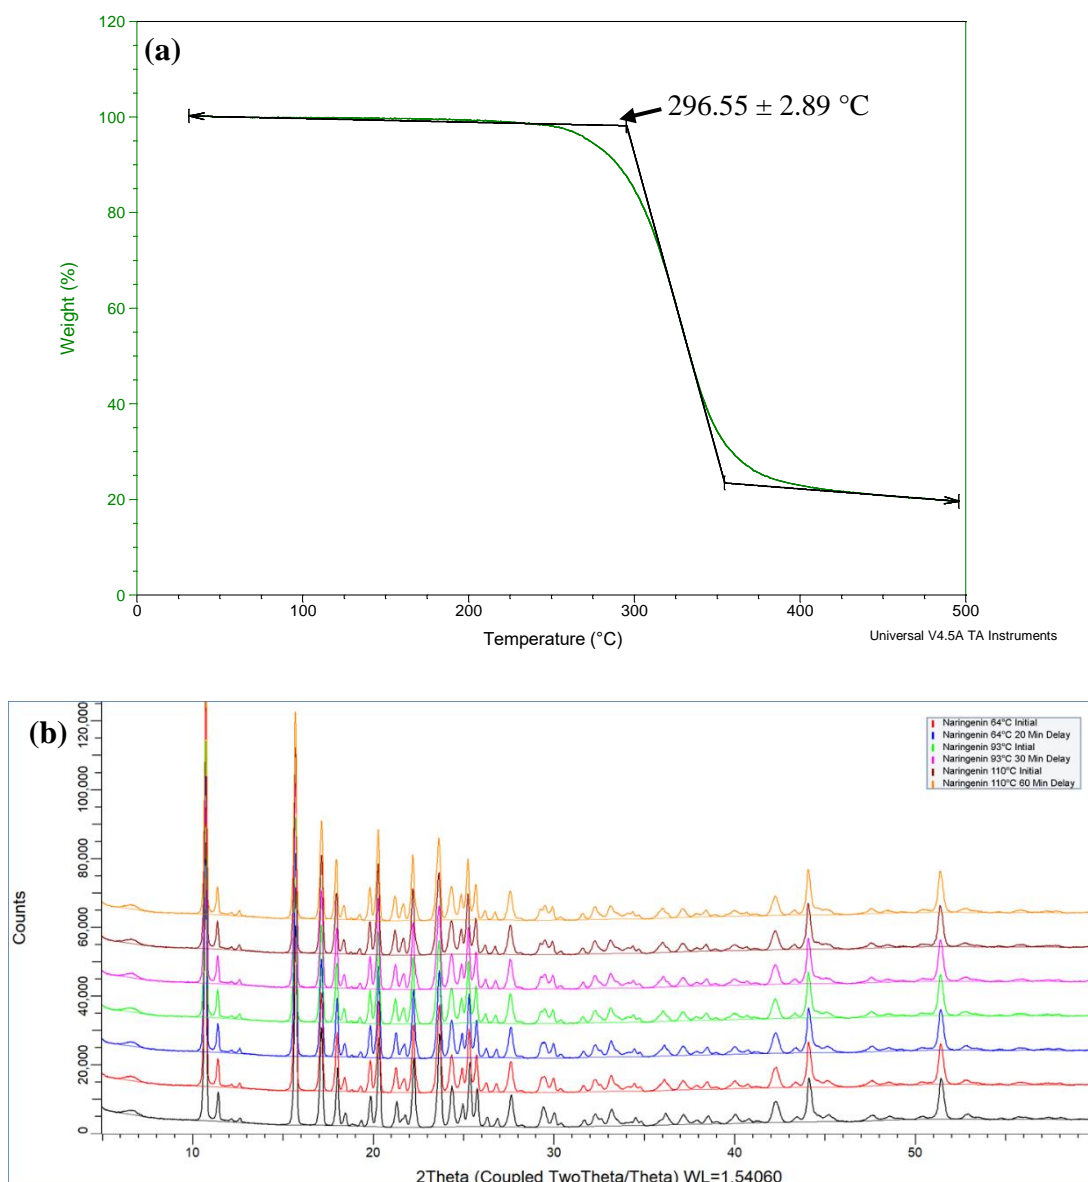 (a)
120
100
80
60
40
20
0
Weight (%)
296.55 ± 2.89 °C
0 100 200 300 400 500
Temperature (°C)
Universal V4.5A TA Instruments
(b)
Naringenin 64°C Initial
Naringenin 64°C 20 Min Delay
Naringenin 93°C Intial
Naringenin 93°C 30 Min Delay
Naringenin 110°C Initial
Naringenin 110°C 60 Min Delay
120,000
100,000
80,000
60,000
40,000
20,000
0
Counts
10 20 30 40 50
2Theta (Coupled TwoTheta/Theta) WL=1.54060